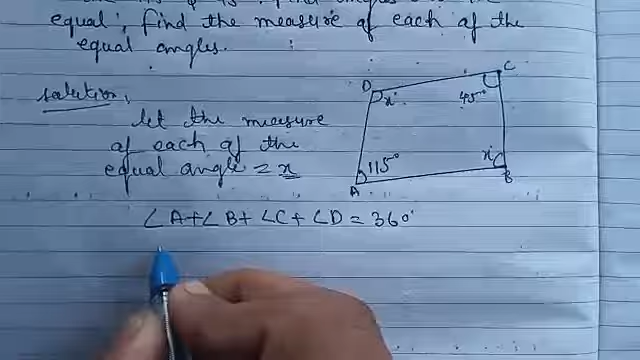 equal, find the measure of each of the
equal angles.
solution,
let the measure
of each of the
equal angle = x
D
x°
C
45°
115°
A
x°
B
∠A+∠B+∠C+∠D = 360°